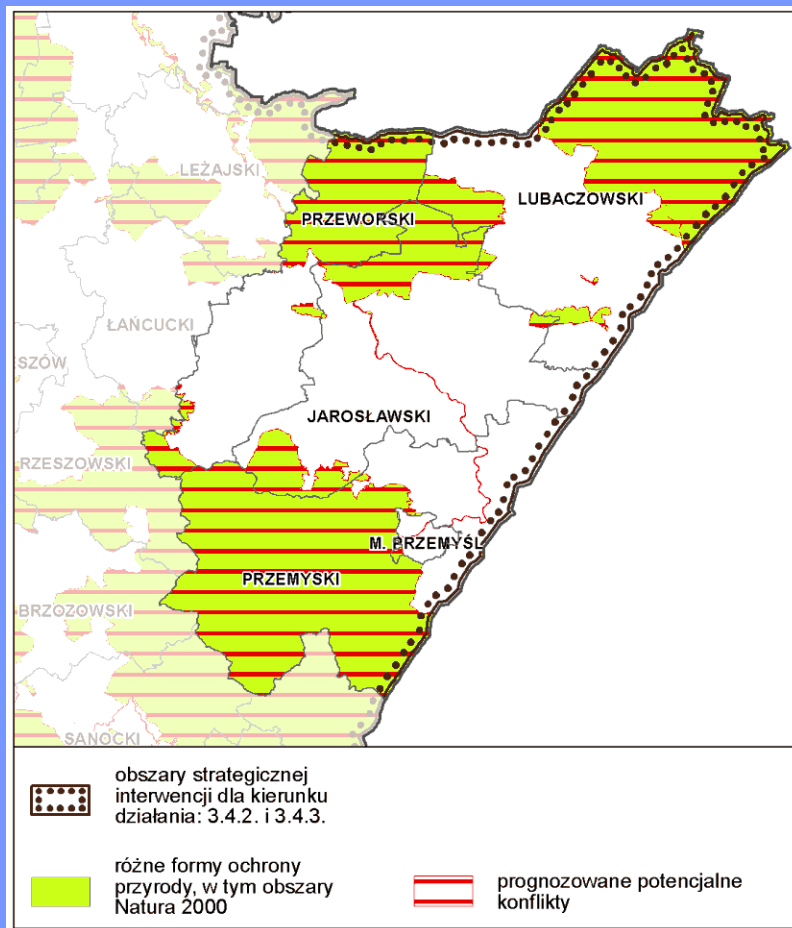 LEŻAJSKI
LUBACZOWSKI
PRZEWORSKI
ŁAŃCUCKI
ESZÓW
JAROSŁAWSKI
RZESZOWSKI
M. PRZEMYŚL
PRZEMYSKI
BRZOZOWSKI
SANOCKI
obszary strategicznej
interwencji dla kierunku
działania: 3.4.2. i 3.4.3.
różne formy ochrony
przyrody, w tym obszary
Natura 2000
prognozowane potencjalne
konflikty